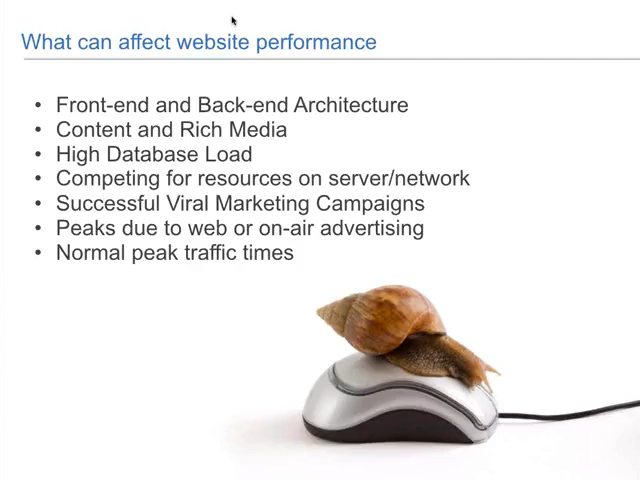 What can affect website performance
• Front-end and Back-end Architecture
• Content and Rich Media
• High Database Load
• Competing for resources on server/network
• Successful Viral Marketing Campaigns
• Peaks due to web or on-air advertising
• Normal peak traffic times